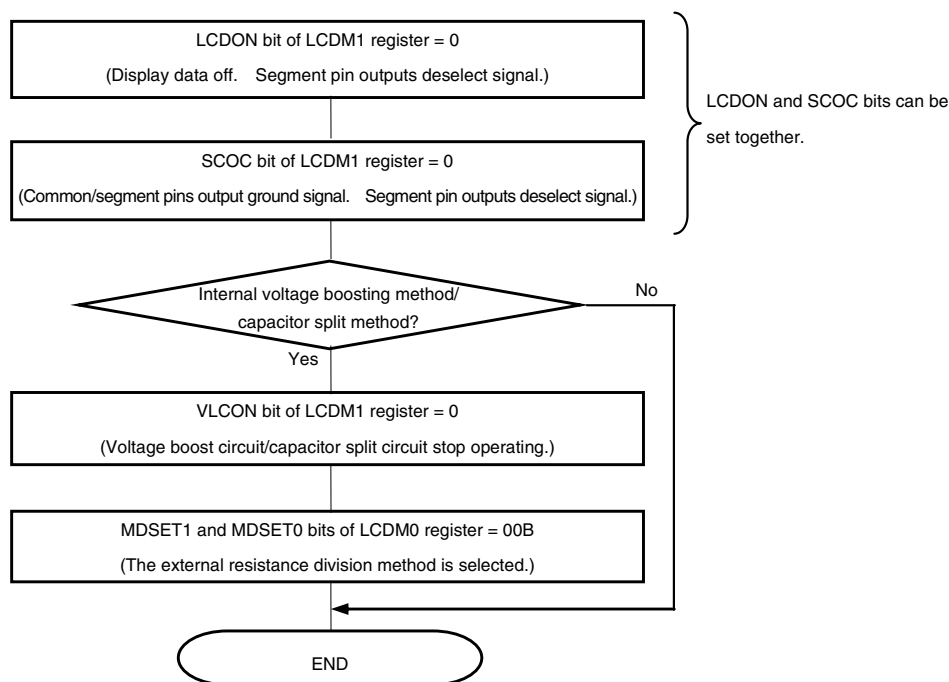 LCDON bit of LCDM1 register = 0
(Display data off. Segment pin outputs deselect signal.)
LCDON and SCOC bits can be
set together.
SCOC bit of LCDM1 register = 0
(Common/segment pins output ground signal. Segment pin outputs deselect signal.)
Internal voltage boosting method/
capacitor split method?
No
Yes
VLCON bit of LCDM1 register = 0
(Voltage boost circuit/capacitor split circuit stop operating.)
MDSET1 and MDSET0 bits of LCDM0 register = 00B
(The external resistance division method is selected.)
END